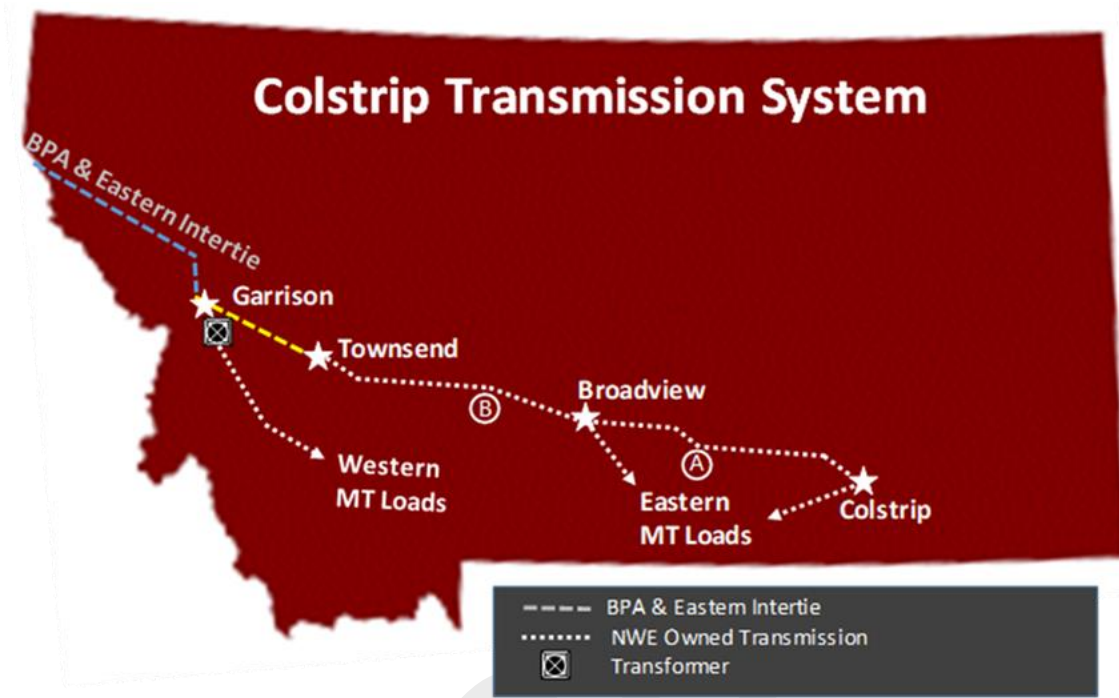 Colstrip Transmission System
BPA & Eastern Intertie
Garrison
Townsend
Broadview
B
A
Western
MT Loads
Eastern
MT Loads
Colstrip
BPA & Eastern Intertie
NWE Owned Transmission
Transformer